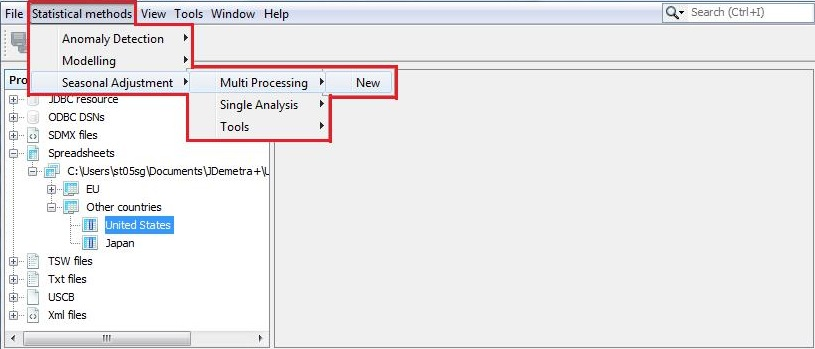 File Statistical methods View Tools Window Help Search (Ctrl+I)
Anomaly Detection
Modelling
Seasonal Adjustment Multi Processing New
Single Analysis
Tools
Pro
JDBC resource
ODBC DSNs
SDMX files
Spreadsheets
C:\Users\st05sg\Documents\JDemetra+\
EU
Other countries
United States
Japan
TSW files
Txt files
USCB
Xml files